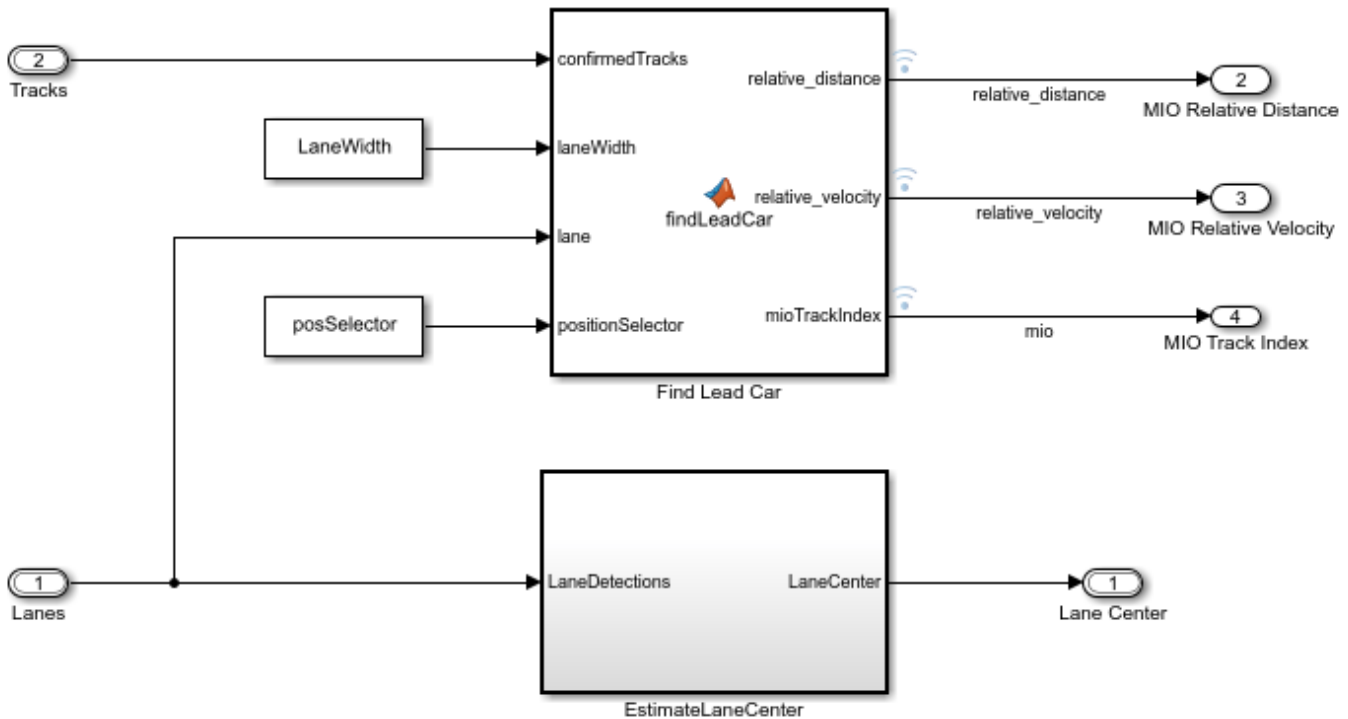 2
Tracks
LaneWidth
posSelector
confirmedTracks
laneWidth
lane
positionSelector
findLeadCar
relative_distance
relative_velocity
mioTrackIndex
Find Lead Car
relative_distance
relative_velocity
mio
2
MIO Relative Distance
3
MIO Relative Velocity
4
MIO Track Index
1
Lanes
LaneDetections
LaneCenter
EstimateLaneCenter
1
Lane Center